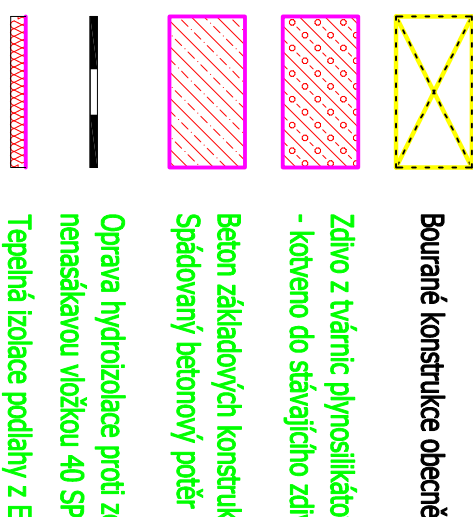 Bourané konstrukce obecně
Zdivo z tvárnic plynosilikáto
- kotveno do stávajícího zdiv
Beton základových konstruk
Spádovaný betonový potěr
Oprava hydroizolace proti z
nenasákavou vložkou 40 SP
Tepelná izolace podlahy z E